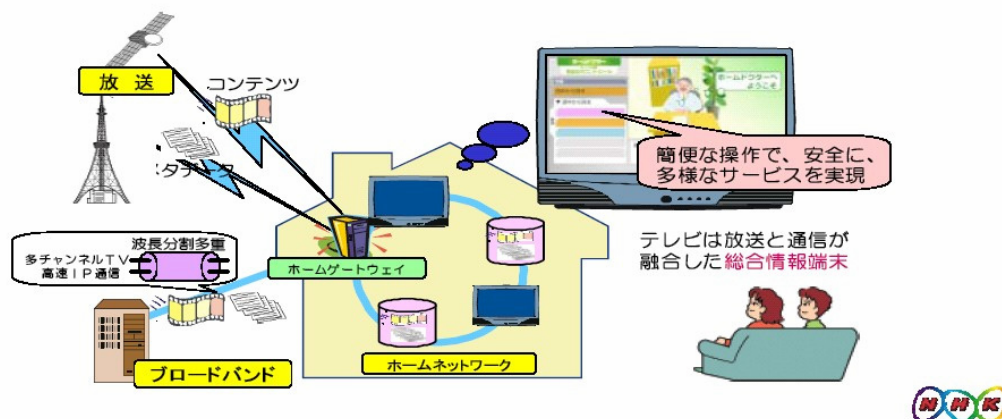 放 送
コンテンツ
メタデータ
波長分割多重
多チャンネルTV
高速IP通信
ホームゲートウェイ
ホームネットワーク
ブロードバンド
ホームドクターへ
ようこそ
簡便な操作で、安全に、
多様なサービスを実現
テレビは放送と通信が
融合した総合情報端末
NHK